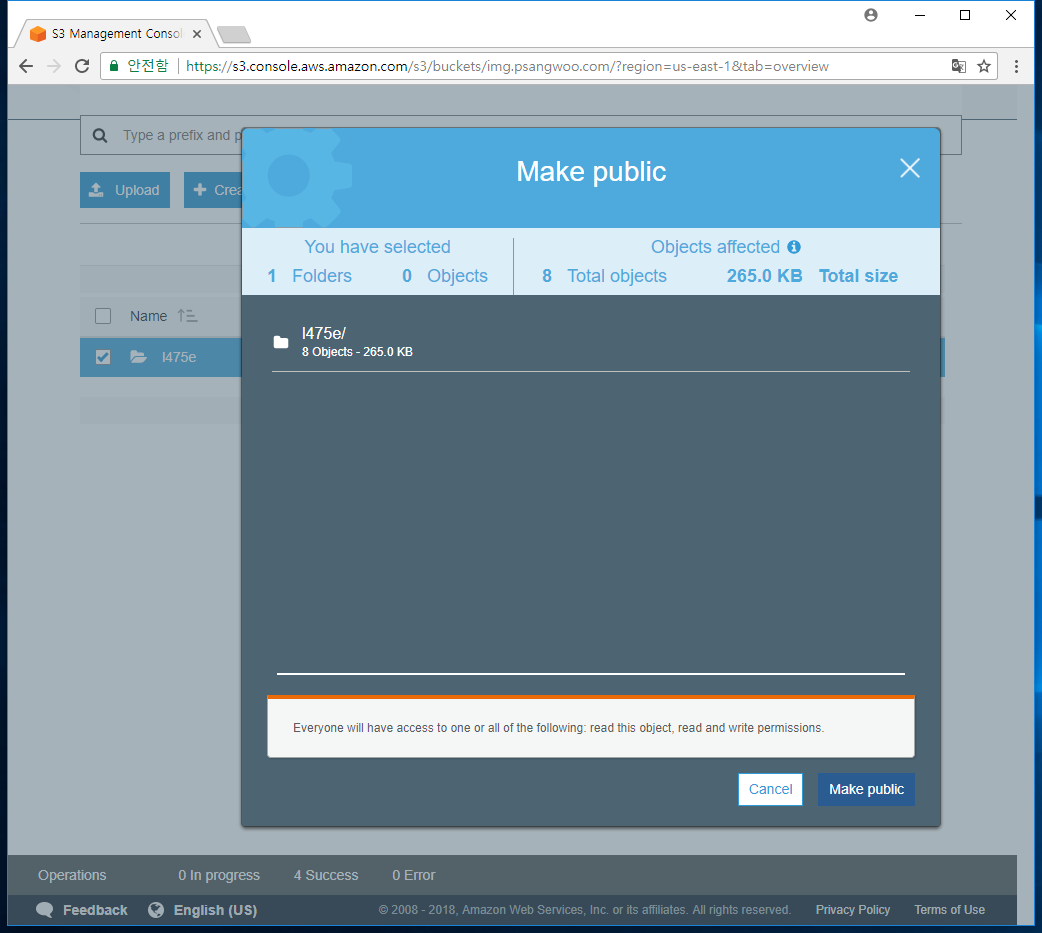 S3 Management Consol
안전함 https://s3.console.aws.amazon.com/s3/buckets/img.psangwoo.com/?region=us-east-1&tab=overview
Type a prefix and p
Upload
Crea
Make public
You have selected
Objects affected
1 Folders 0 Objects
8 Total objects 265.0 KB Total size
Name
l475e
l475e/
8 Objects - 265.0 KB
Everyone will have access to one or all of the following: read this object, read and write permissions.
Cancel Make public
Operations 0 In progress 4 Success 0 Error
Feedback English (US) © 2008 - 2018, Amazon Web Services, Inc. or its affiliates. All rights reserved. Privacy Policy Terms of Use